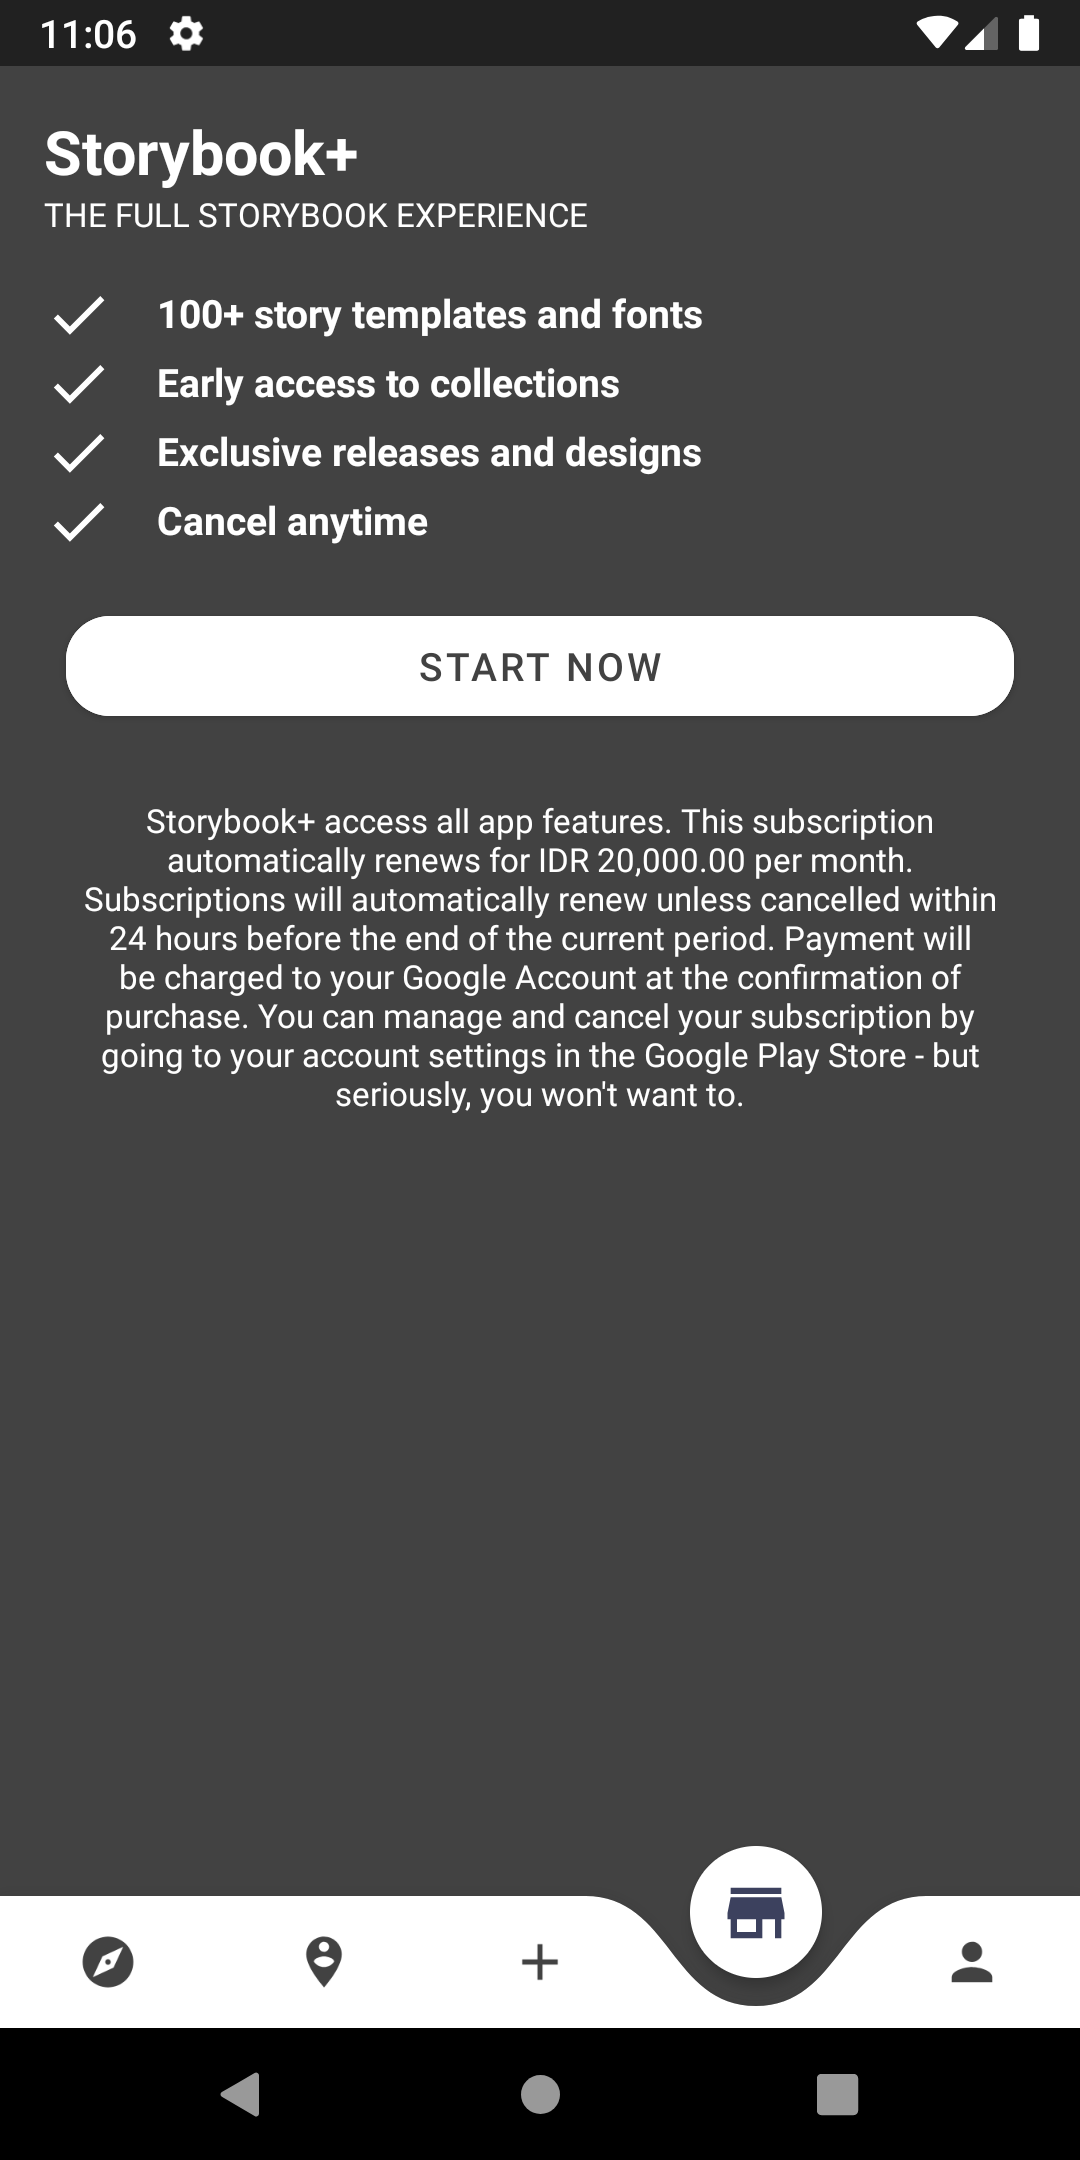 11:06
Storybook+
THE FULL STORYBOOK EXPERIENCE
100+ story templates and fonts
Early access to collections
Exclusive releases and designs
Cancel anytime
START NOW
Storybook+ access all app features. This subscription
automatically renews for IDR 20,000.00 per month.
Subscriptions will automatically renew unless cancelled within
24 hours before the end of the current period. Payment will
be charged to your Google Account at the confirmation of
purchase. You can manage and cancel your subscription by
going to your account settings in the Google Play Store - but
seriously, you won't want to.